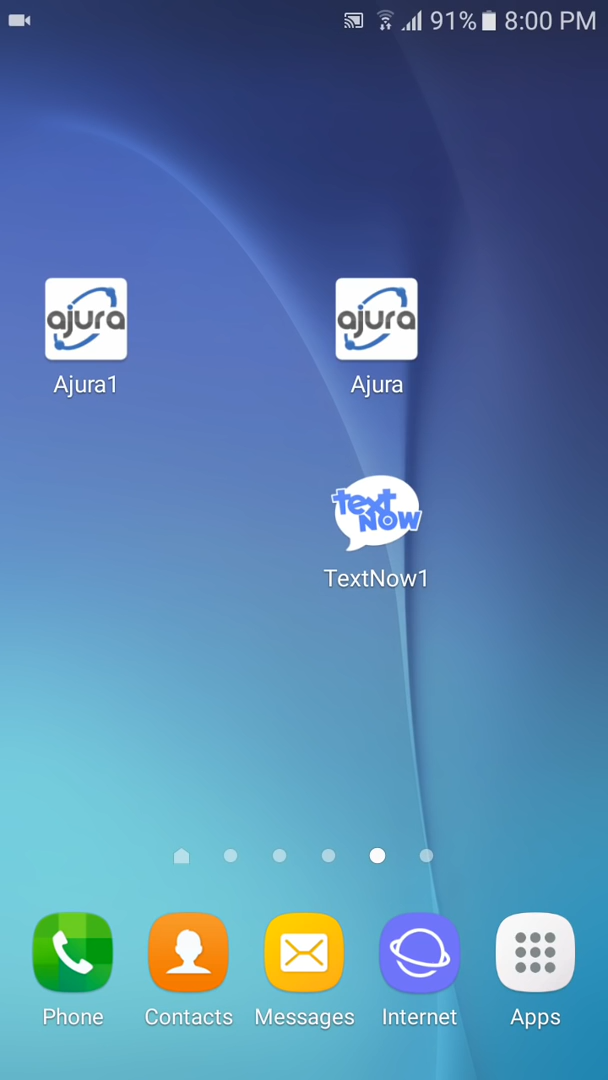 91% 8:00 PM
ajura ajura
Ajura1 Ajura
text
NOW
TextNow1
Phone Contacts Messages Internet Apps